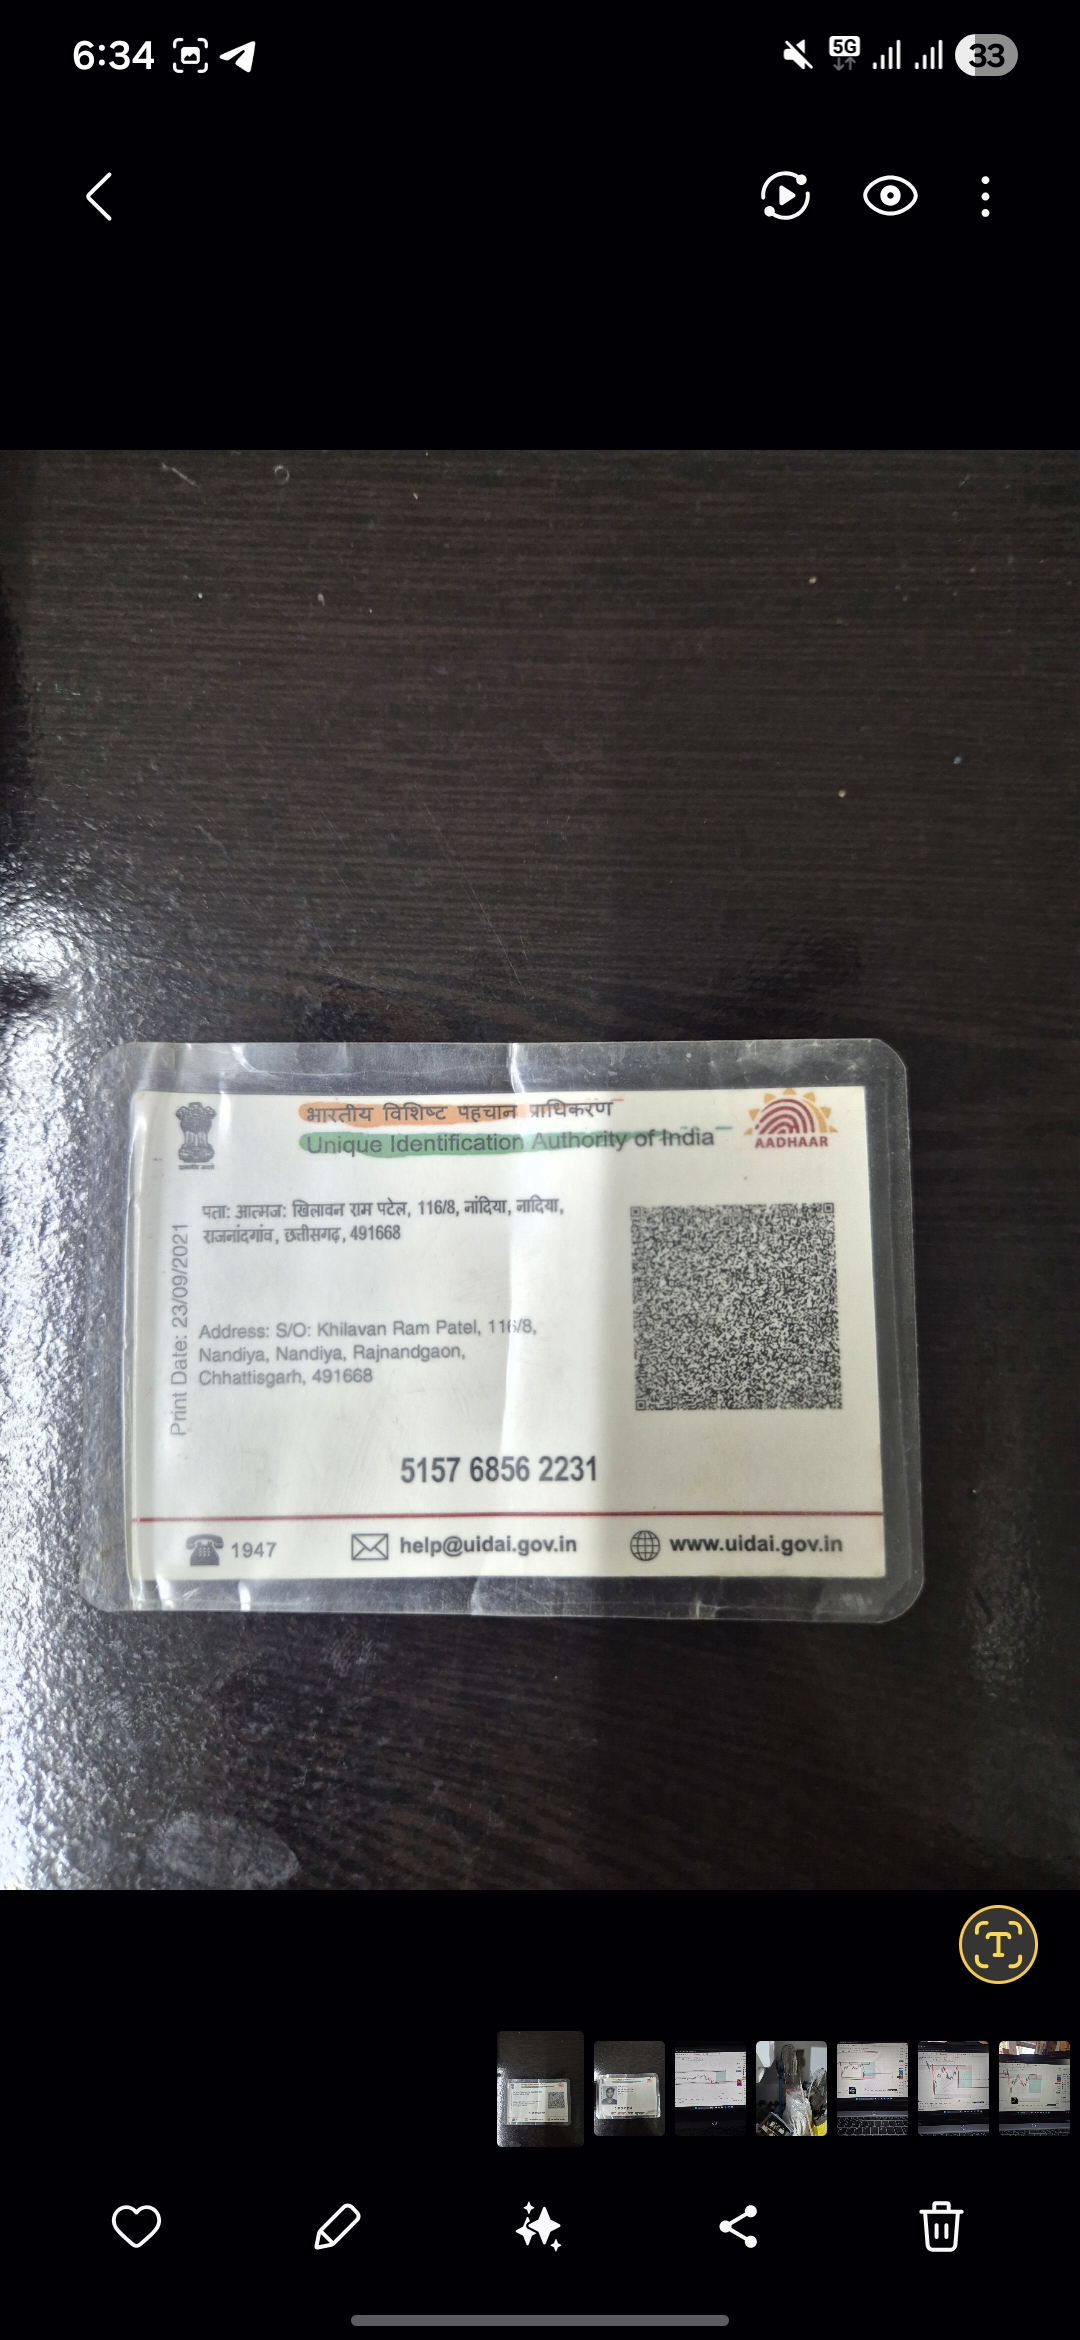 6:34
5G
33
भारतीय विशिष्ट पहचान प्राधिकरण
Unique Identification Authority of India
AADHAAR
पता: आत्मज: खिलावन राम पटेल, 116/8, नांदिया, नादिया,
राजनांदगांव, छत्तीसगढ़, 491668
Print Date: 23/09/2021
Address: S/O: Khilavan Ram Patel, 116/8,
Nandiya, Nandiya, Rajnandgaon,
Chhattisgarh, 491668
5157 6856 2231
1947
help@uidai.gov.in
www.uidai.gov.in
T